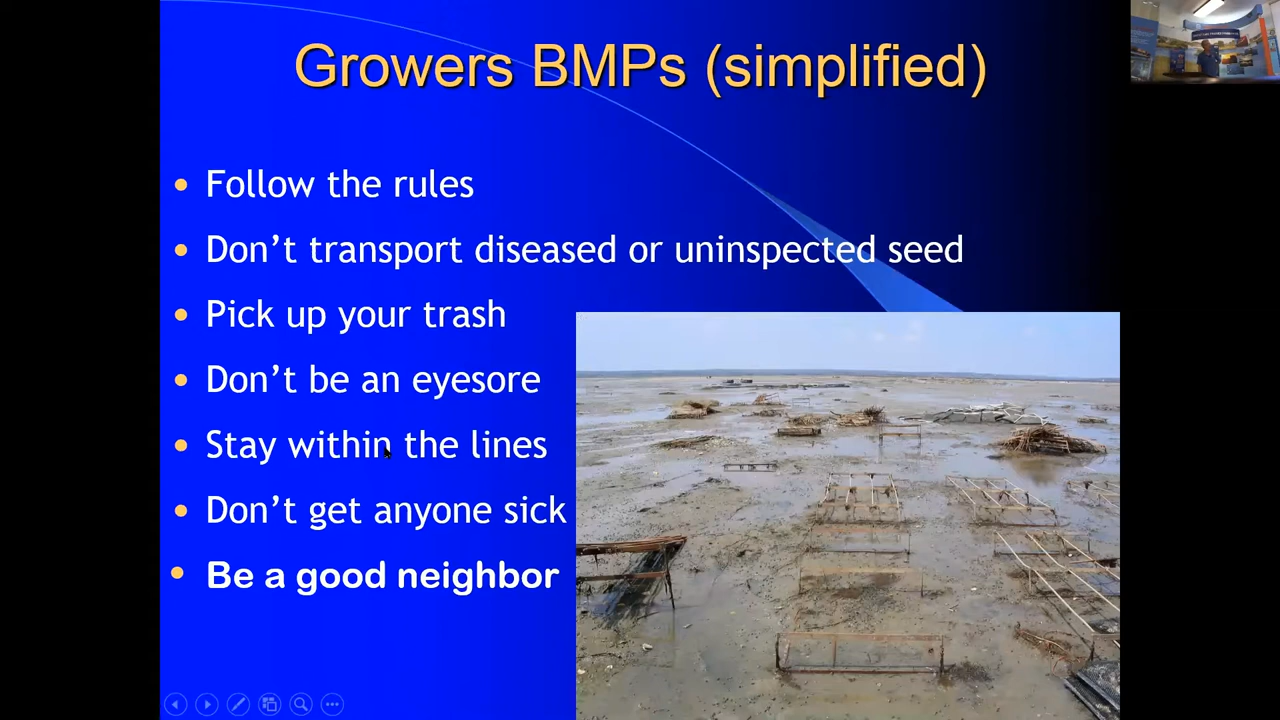 Growers BMPs (simplified)
• Follow the rules
• Don’t transport diseased or uninspected seed
• Pick up your trash
• Don’t be an eyesore
• Stay within the lines
• Don’t get anyone sick
• Be a good neighbor